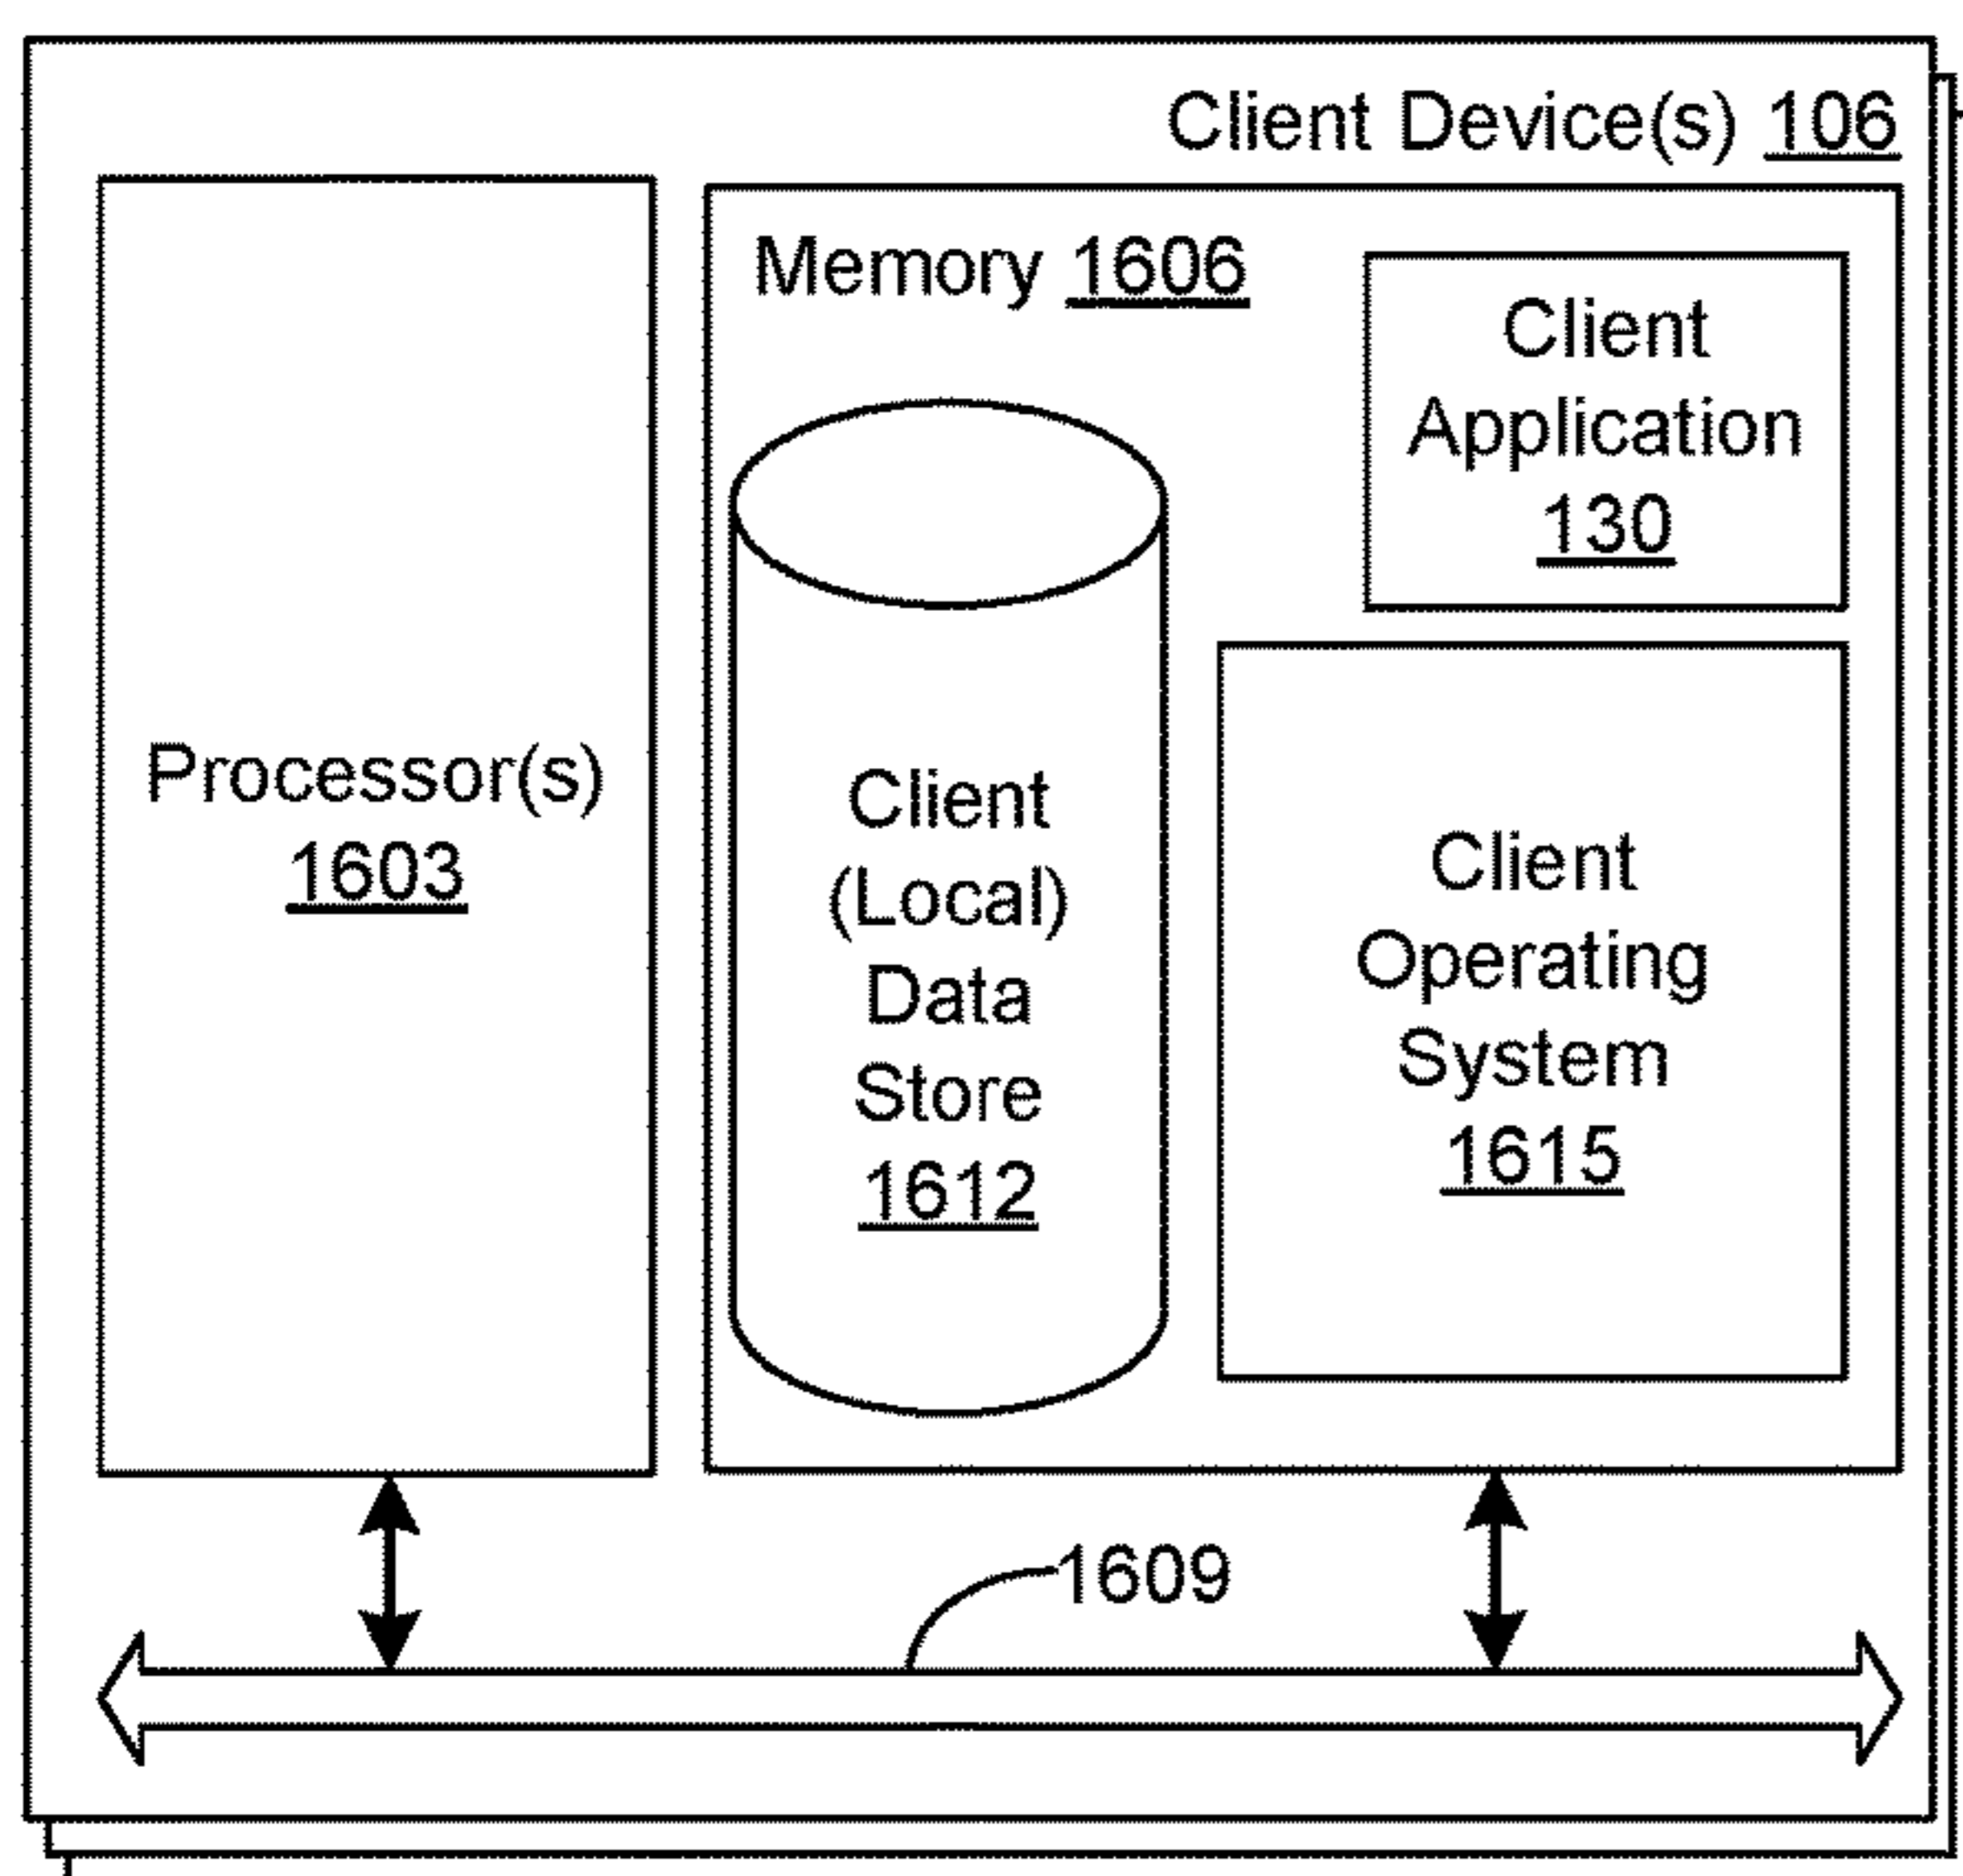 Client Device(s) 106
Memory 1606
Client
Application
130
Processor(s)
1603
Client
(Local)
Data
Store
1612
Client
Operating
System
1615
1609